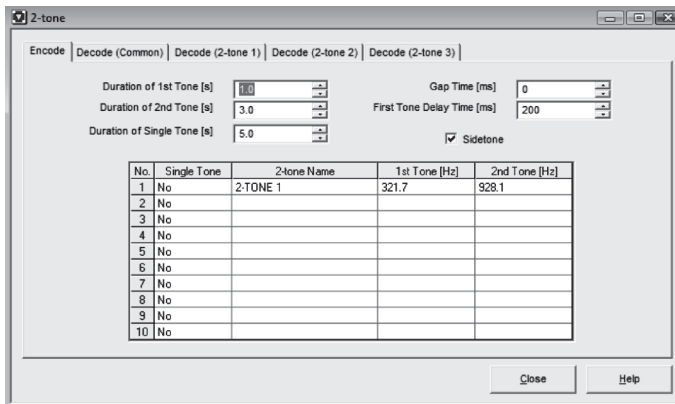 2-tone
Encode Decode (Common) Decode (2-tone 1) Decode (2-tone 2) Decode (2-tone 3)
Duration of 1st Tone [s] 1.0 Gap Time [ms] 0
Duration of 2nd Tone [s] 3.0 First Tone Delay Time [ms] 200
Duration of Single Tone [s] 5.0 Sidetone
No. Single Tone 2-tone Name 1st Tone [Hz] 2nd Tone [Hz]
1 No 2-TONE 1 321.7 928.1
2 No
3 No
4 No
5 No
6 No
7 No
8 No
9 No
10 No
Close Help